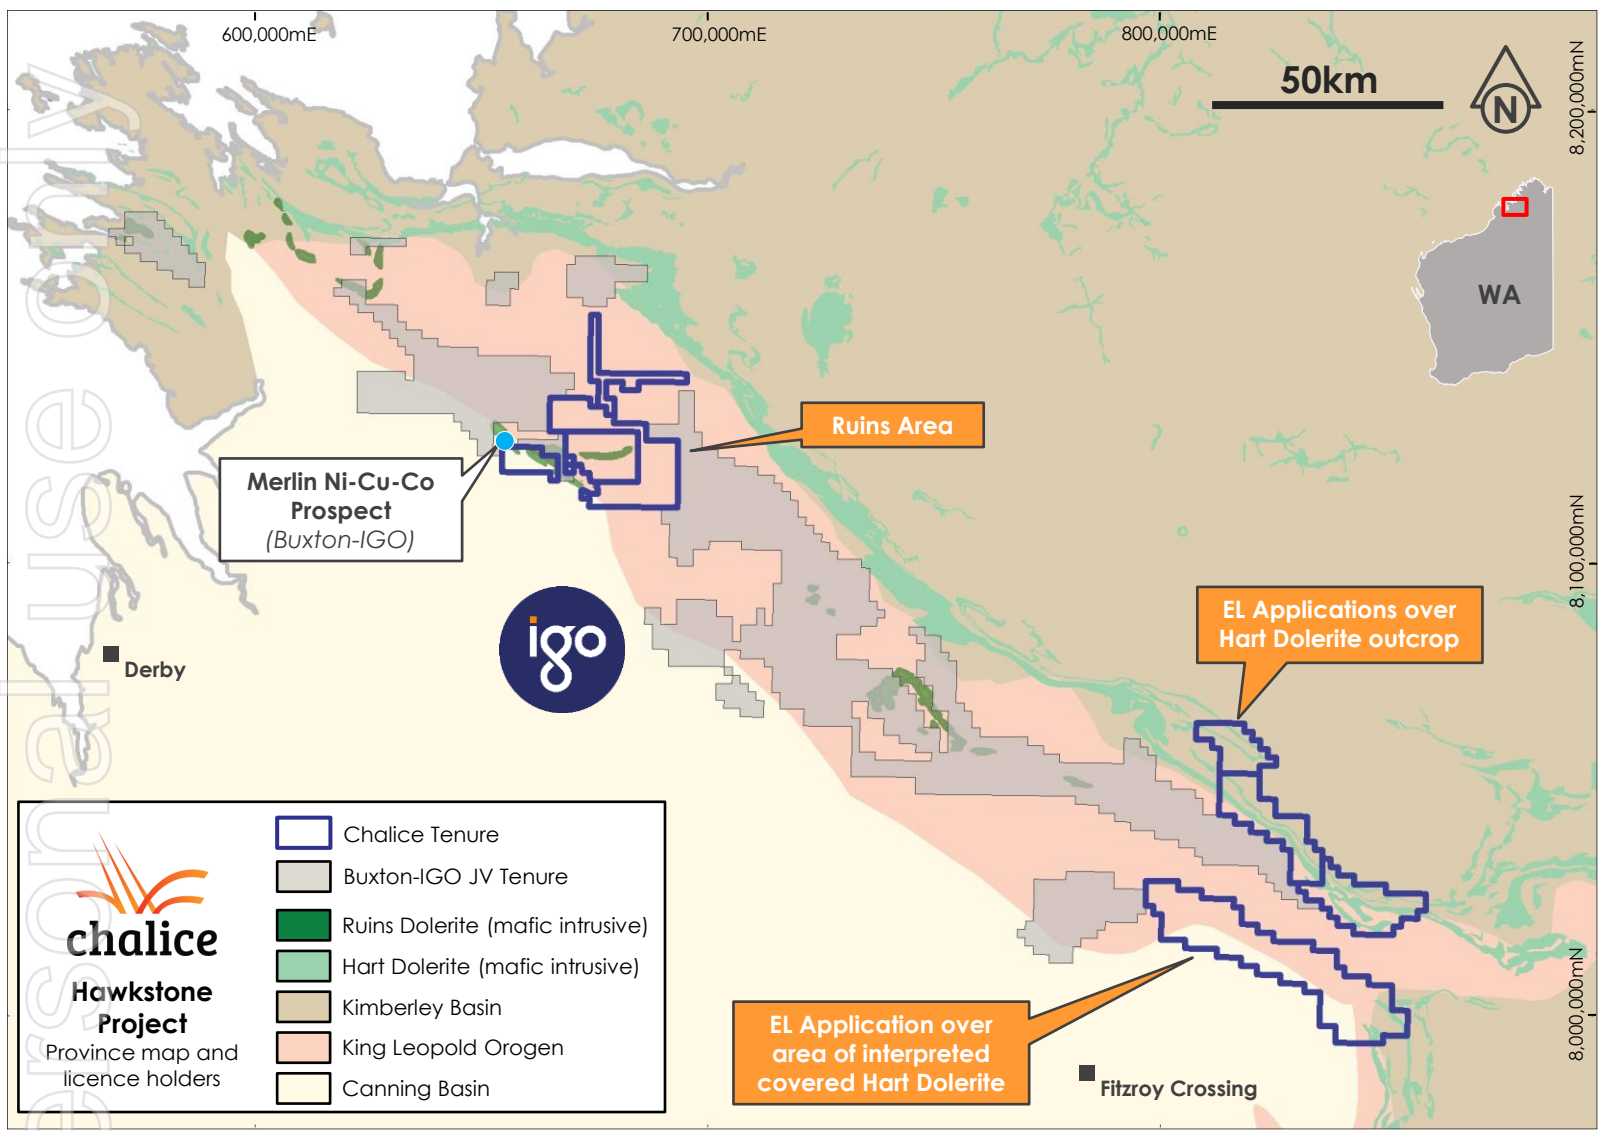 600,000mE
700,000mE
800,000mE
50km
N
8,200,000mN
WA
Ruins Area
Merlin Ni-Cu-Co
Prospect
(Buxton-IGO)
8,100,000mN
igo
EL Applications over
Hart Dolerite outcrop
Derby
chalice
Hawkstone
Project
Province map and
licence holders
Chalice Tenure
Buxton-IGO JV Tenure
Ruins Dolerite (mafic intrusive)
Hart Dolerite (mafic intrusive)
Kimberley Basin
King Leopold Orogen
Canning Basin
EL Application over
area of interpreted
covered Hart Dolerite
8,000,000mN
Fitzroy Crossing
ersonal use only